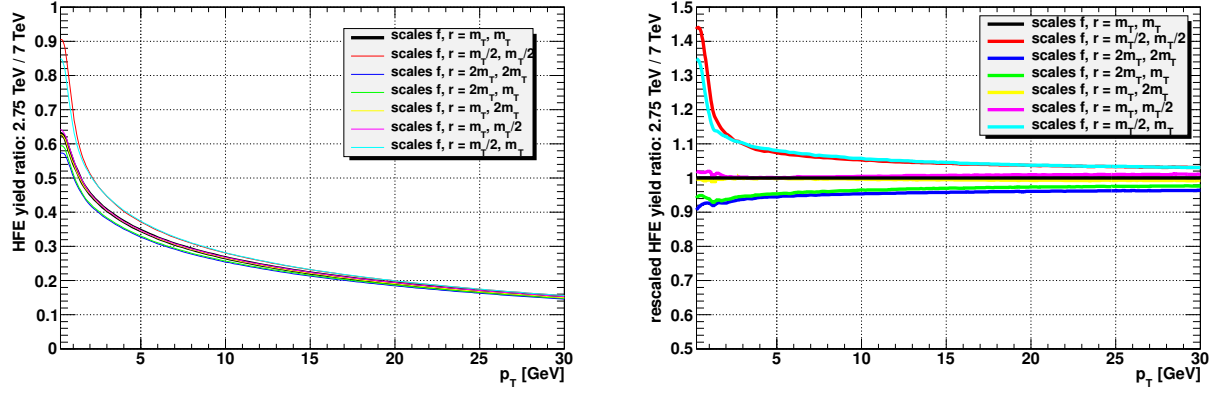 HFE yield ratio: 2.75 TeV / 7 TeV
1
0.9
0.8
0.7
0.6
0.5
0.4
0.3
0.2
0.1
0
5
10
15
20
25
30
p_T [GeV]
scales f, r = m_T, m_T
scales f, r = m_T/2, m_T/2
scales f, r = 2m_T, 2m_T
scales f, r = 2m_T, m_T
scales f, r = m_T, 2m_T
scales f, r = m_T, m_T/2
scales f, r = m_T/2, m_T
rescaled HFE yield ratio: 2.75 TeV / 7 TeV
1.5
1.4
1.3
1.2
1.1
1
0.9
0.8
0.7
0.6
0.5
5
10
15
20
25
30
p_T [GeV]
scales f, r = m_T, m_T
scales f, r = m_T/2, m_T/2
scales f, r = 2m_T, 2m_T
scales f, r = 2m_T, m_T
scales f, r = m_T, 2m_T
scales f, r = m_T, m_T/2
scales f, r = m_T/2, m_T